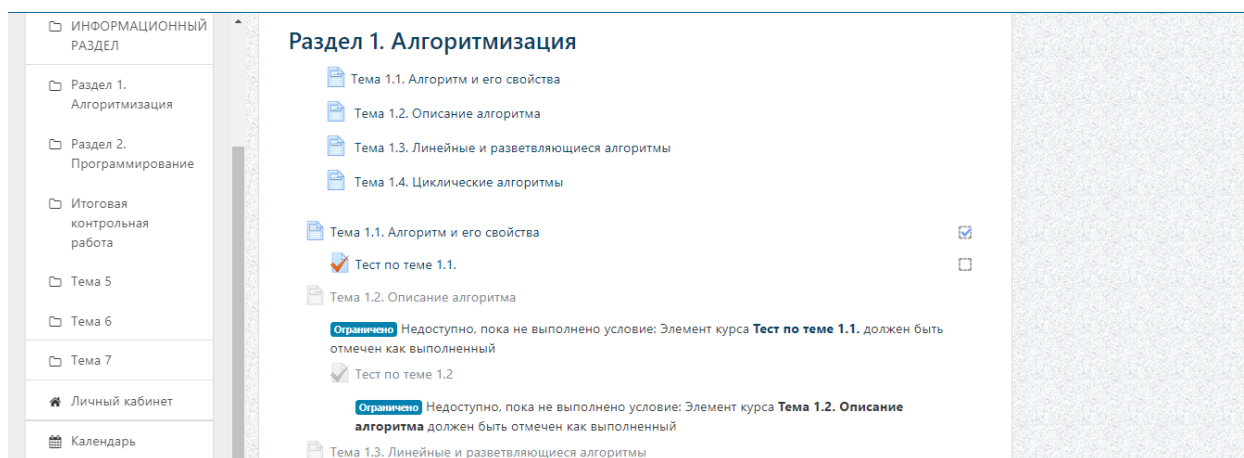 ИНФОРМАЦИОННЫЙ
РАЗДЕЛ
Раздел 1.
Алгоритмизация
Раздел 2.
Программирование
Итоговая
контрольная
работа
Тема 5
Тема 6
Тема 7
Личный кабинет
Календарь
Раздел 1. Алгоритмизация
Тема 1.1. Алгоритм и его свойства
Тема 1.2. Описание алгоритма
Тема 1.3. Линейные и разветвляющиеся алгоритмы
Тема 1.4. Циклические алгоритмы
Тема 1.1. Алгоритм и его свойства
Тест по теме 1.1.
Тема 1.2. Описание алгоритма
Ограничено Недоступно, пока не выполнено условие: Элемент курса Тест по теме 1.1. должен быть
отмечен как выполненный
Тест по теме 1.2
Ограничено Недоступно, пока не выполнено условие: Элемент курса Тема 1.2. Описание
алгоритма должен быть отмечен как выполненный
Тема 1.3. Линейные и разветвляющиеся алгоритмы